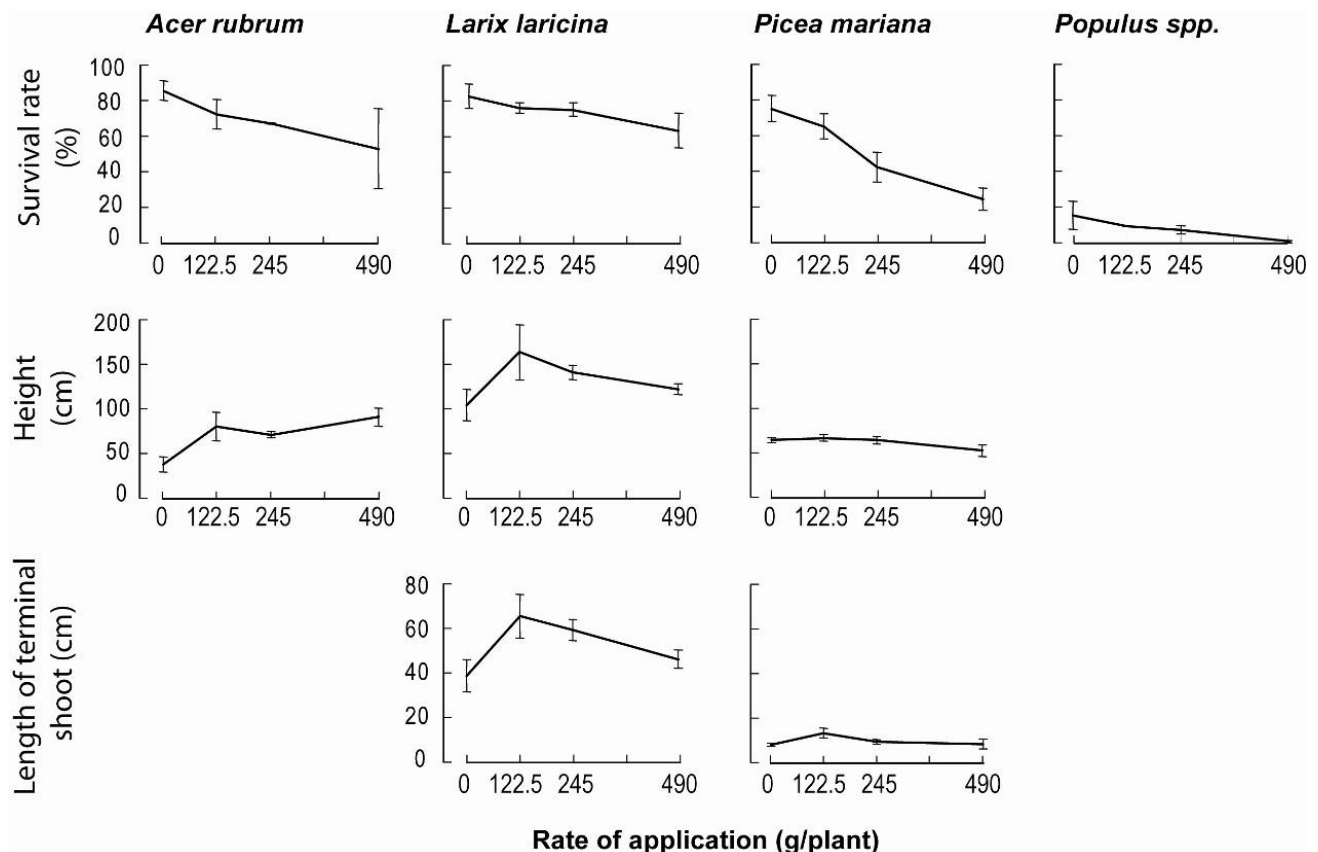 Acer rubrum
Larix laricina
Picea mariana
Populus spp.
Survival rate
(%)
100
80
60
40
20
0
0 122.5 245 490
0 122.5 245 490
0 122.5 245 490
0 122.5 245 490
Height
(cm)
200
150
100
50
0
0 122.5 245 490
0 122.5 245 490
0 122.5 245 490
Length of terminal
shoot (cm)
80
60
40
20
0
0 122.5 245 490
0 122.5 245 490
Rate of application (g/plant)